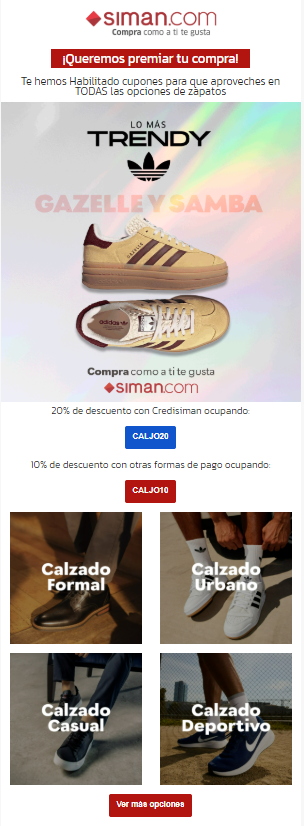 siman.com
Compra como a ti te gusta
¡Queremos premiar tu compra!
Te hemos Habilitado cupones para que aproveches en
TODAS las opciones de zapatos
LO MÁS
TRENDY
GAZELLE Y SAMBA
Compra como a ti te gusta
siman.com
20% de descuento con Credisiman ocupando:
CALJO20
10% de descuento con otras formas de pago ocupando:
CALJO10
Calzado
Formal
Calzado
Urbano
Calzado
Casual
Calzado
Deportivo
Ver más opciones